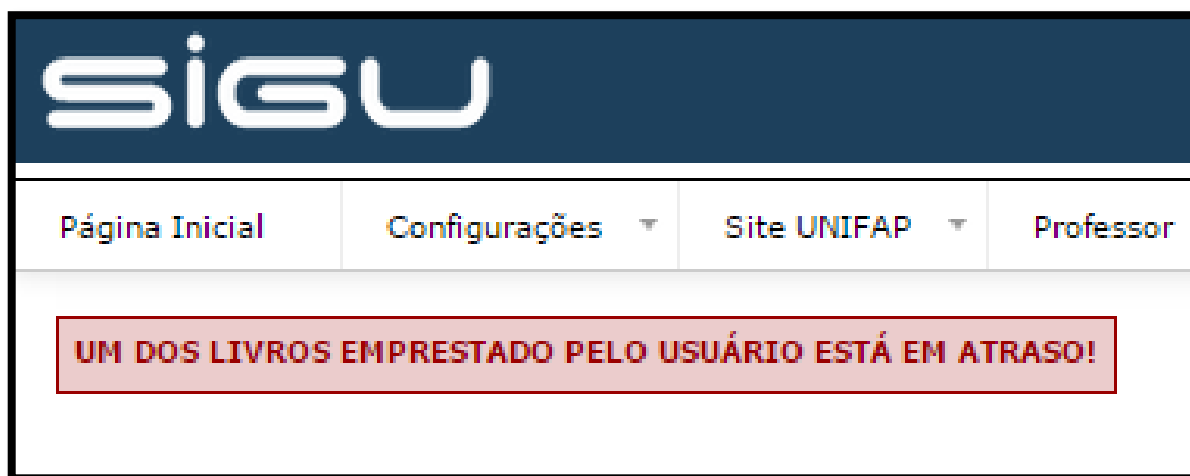 SiGU
Página Inicial Configurações Site UNIFAP Professor
UM DOS LIVROS EMPRESTADO PELO USUÁRIO ESTÁ EM ATRASO!